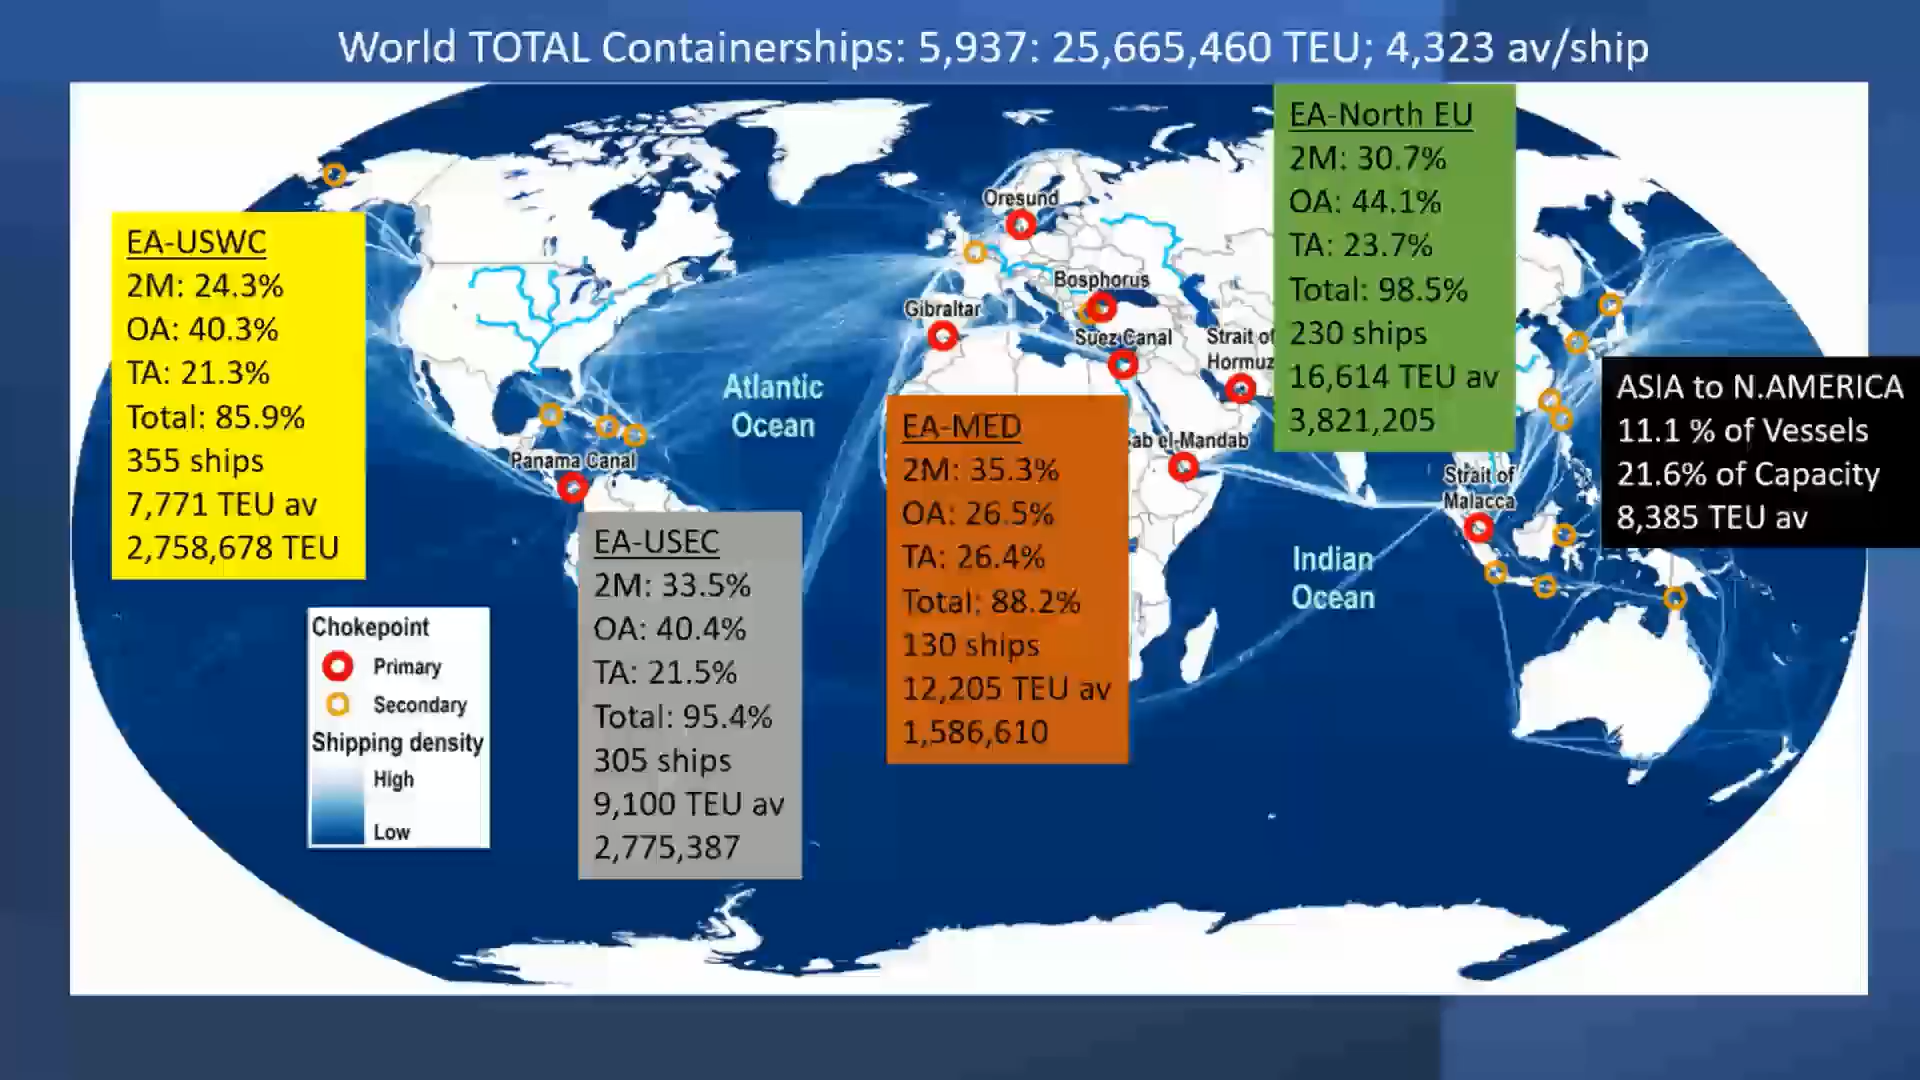 World TOTAL Containerships: 5,937: 25,665,460 TEU; 4,323 av/ship
EA-USWC
2M: 24.3%
OA: 40.3%
TA: 21.3%
Total: 85.9%
355 ships
7,771 TEU av
2,758,678 TEU
EA-USEC
2M: 33.5%
OA: 40.4%
TA: 21.5%
Total: 95.4%
305 ships
9,100 TEU av
2,775,387
EA-MED
2M: 35.3%
OA: 26.5%
TA: 26.4%
Total: 88.2%
130 ships
12,205 TEU av
1,586,610
EA-North EU
2M: 30.7%
OA: 44.1%
TA: 23.7%
Total: 98.5%
230 ships
16,614 TEU av
3,821,205
ASIA to N.AMERICA
11.1 % of Vessels
21.6% of Capacity
8,385 TEU av
Oresund
Bosphorus
Gibraltar
Suez Canal
Strait of
Hormuz
ab el-Mandab
Panama Canal
Strait of
Malacca
Atlantic
Ocean
Indian
Ocean
Chokepoint
Primary
Secondary
Shipping density
High
Low